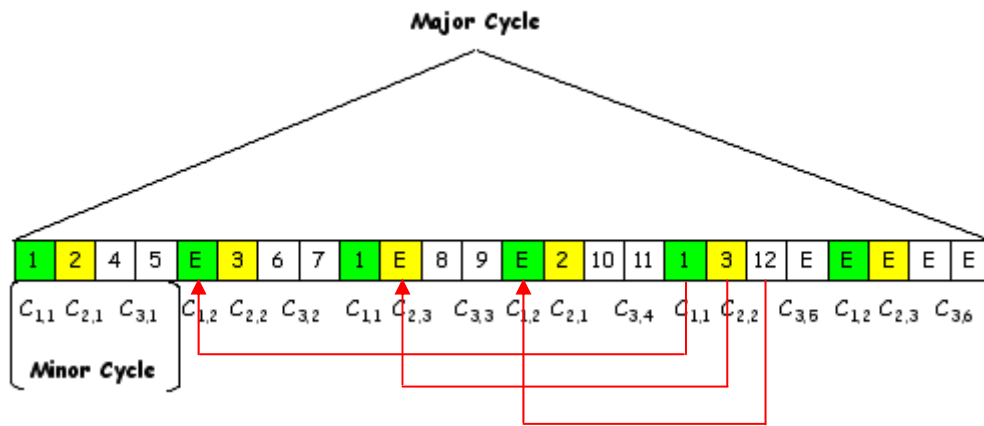 Major Cycle
1 2 4 5 E 3 6 7 1 E 8 9 E 2 10 11 1 3 12 E E E E E
C1,1 C2,1 C3,1 C1,2 C2,2 C3,2 C1,1 C2,3 C3,3 C1,2 C2,1 C3,4 C1,1 C2,2 C3,5 C1,2 C2,3 C3,6
Minor Cycle